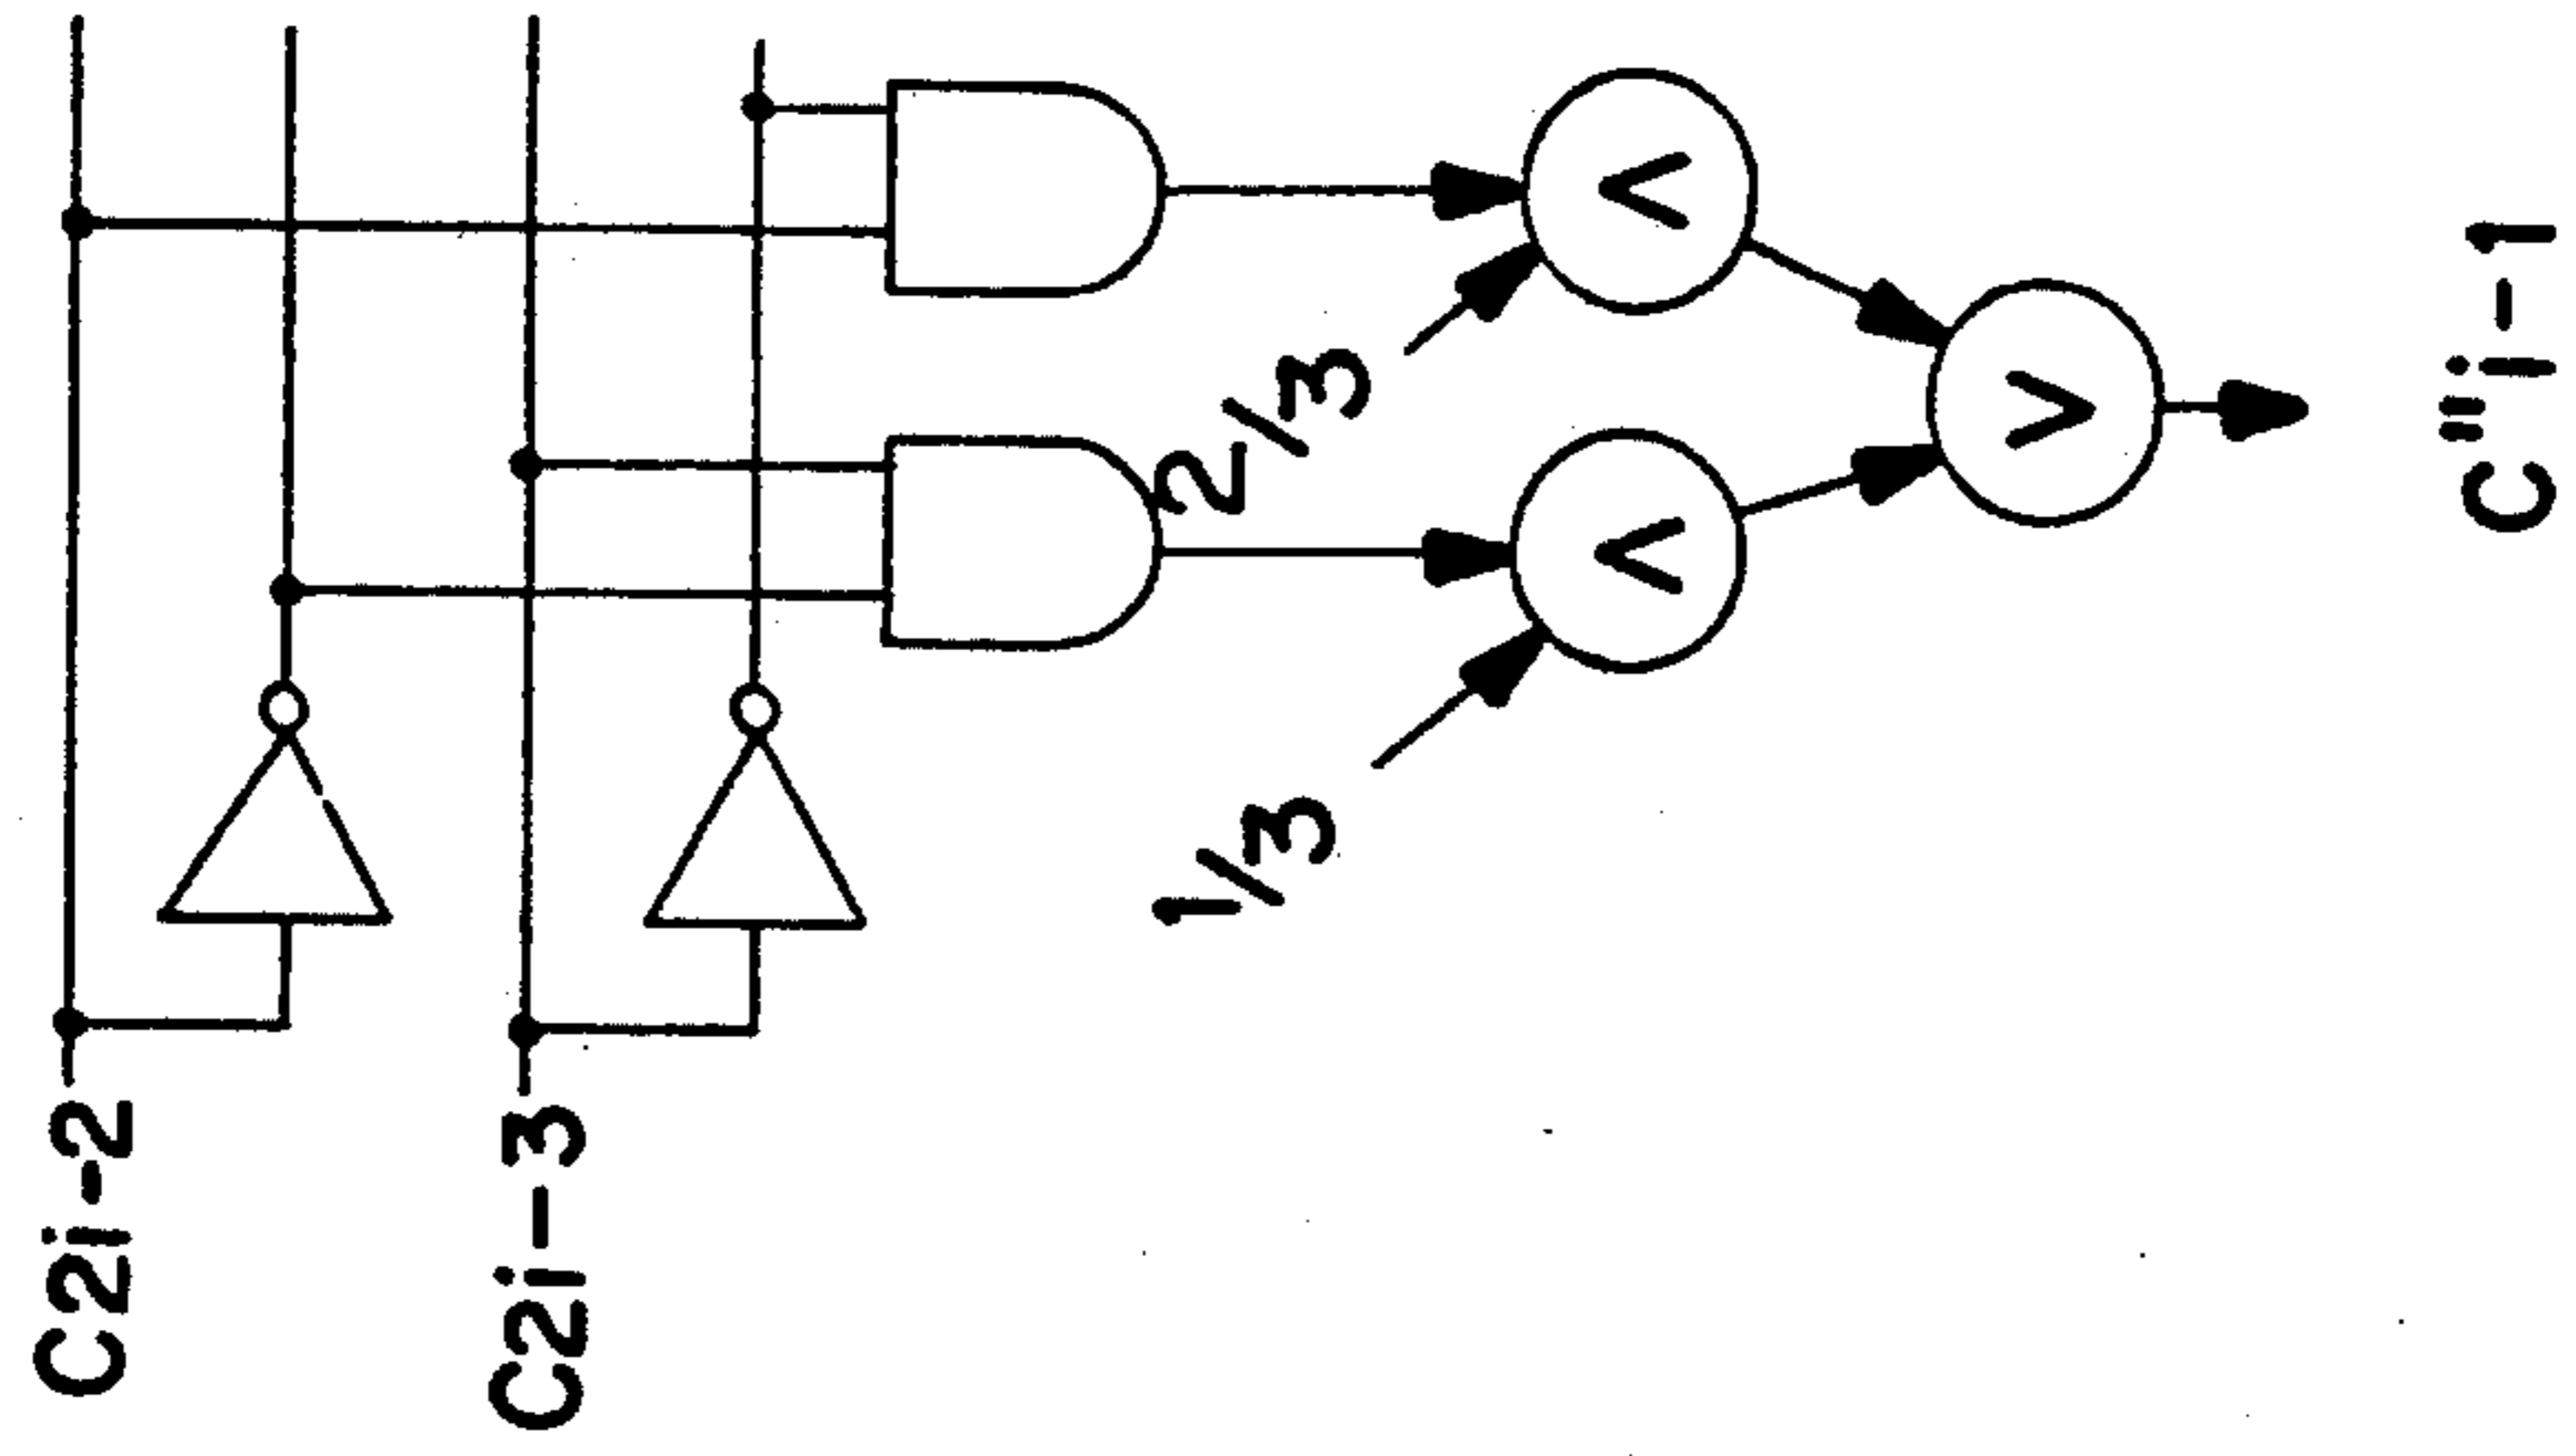 C2i-2
C2i-3
1/3
2/3
∧
∧
∨
C"i-1